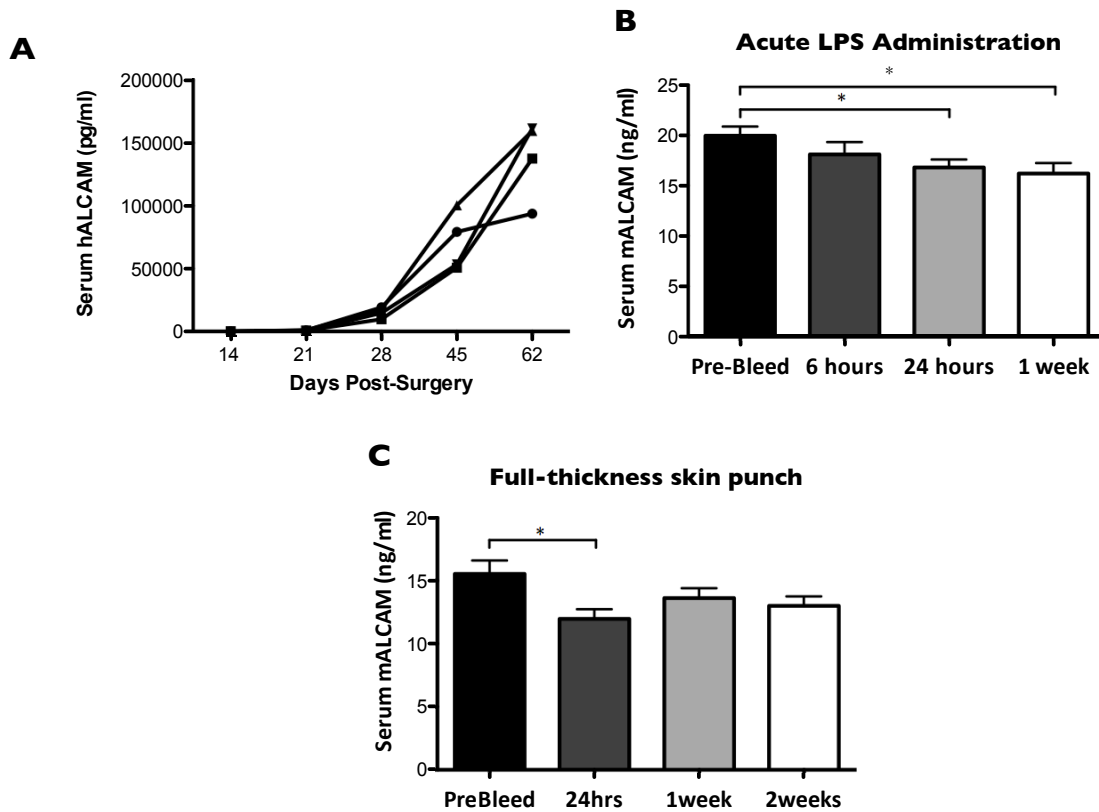 A
Serum hALCAM (pg/ml)
200000
150000
100000
50000
0
14 21 28 45 62
Days Post-Surgery
B
Acute LPS Administration
Serum mALCAM (ng/ml)
25
20
15
10
5
0
* 
*
Pre-Bleed 6 hours 24 hours 1 week
C
Full-thickness skin punch
Serum mALCAM (ng/ml)
20
15
10
5
0
*
PreBleed 24hrs 1week 2weeks